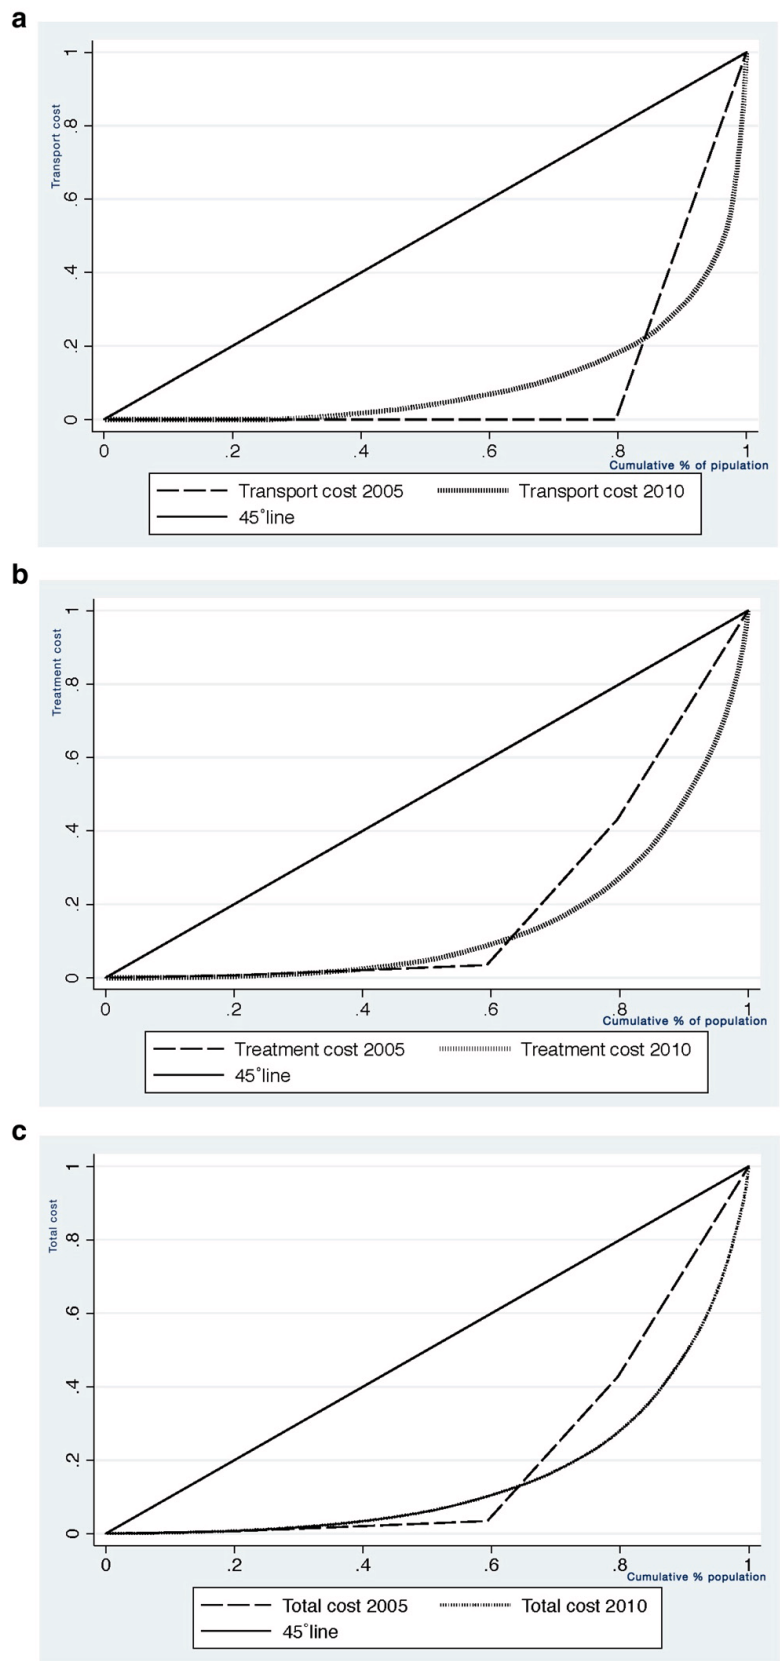 a
Transport cost
1
.8
.6
.4
.2
0
0 .2 .4 .6 .8 1
Cumulative % of pipulation
Transport cost 2005 Transport cost 2010
45°line
b
Treatment cost
1
.8
.6
.4
.2
0
0 .2 .4 .6 .8 1
Cumulative % of population
Treatment cost 2005 Treatment cost 2010
45°line
c
Total cost
1
.8
.6
.4
.2
0
0 .2 .4 .6 .8 1
Cumulative % population
Total cost 2005 Total cost 2010
45°line